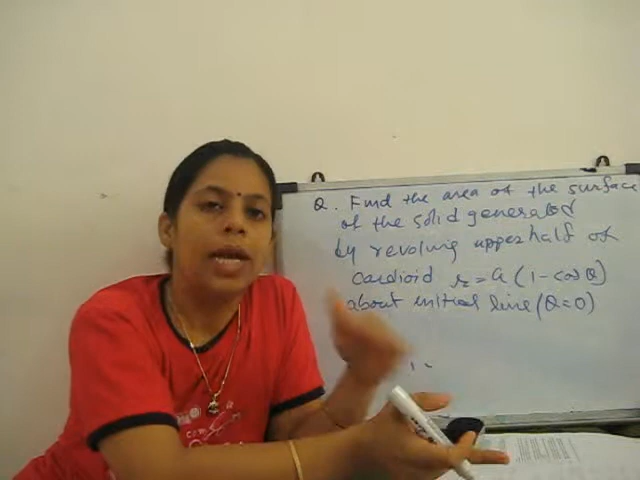 Q. Find the area of the surface
of the solid generated
by revolving upper half of
cardioid r = a (1 - cos θ)
about initial line (θ = 0)